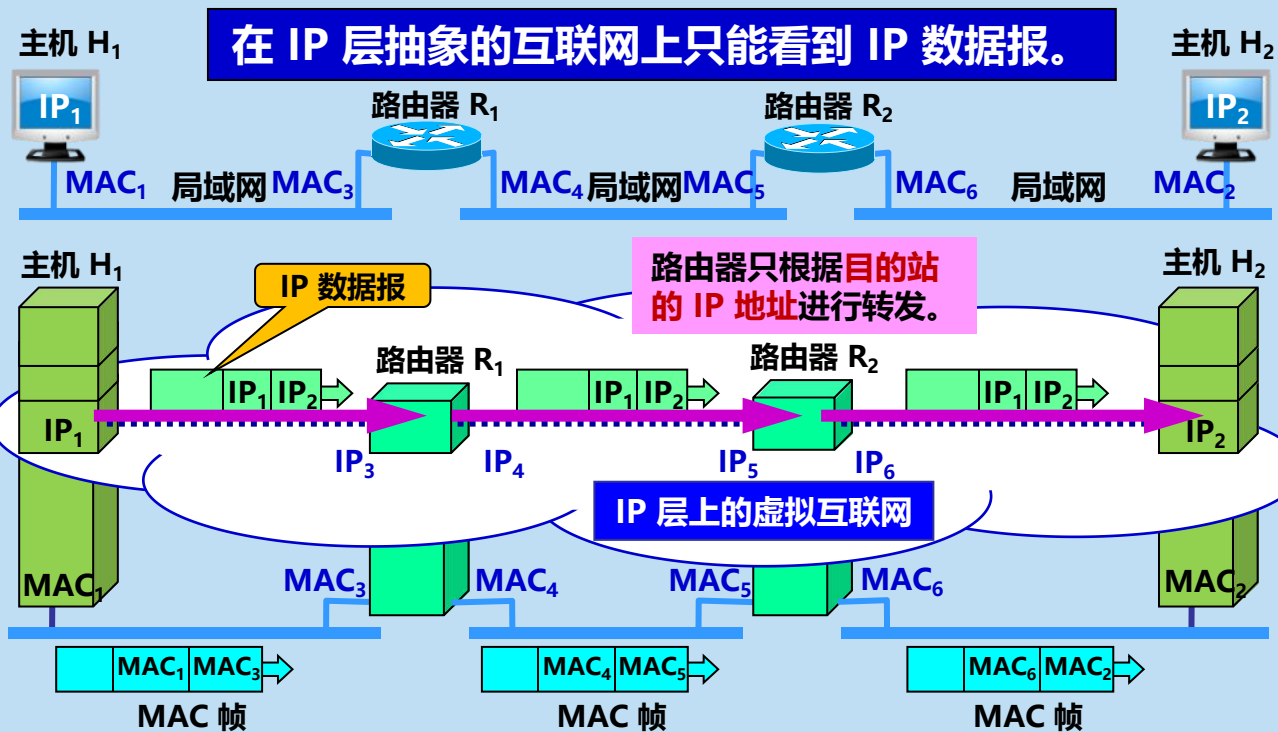 在 IP 层抽象的互联网上只能看到 IP 数据报。
主机 H₁
主机 H₂
IP₁
路由器 R₁
路由器 R₂
IP₂
MAC₁
局域网
MAC₃
MAC₄
局域网
MAC₅
MAC₆
局域网
MAC₂
主机 H₁
IP 数据报
路由器只根据目的站
的 IP 地址进行转发。
主机 H₂
路由器 R₁
路由器 R₂
IP₁
IP₂
IP₁
IP₂
IP₁
IP₂
IP₁
IP₂
IP₃
IP₄
IP₅
IP₆
IP 层上的虚拟互联网
MAC₁
MAC₃
MAC₄
MAC₅
MAC₆
MAC₂
MAC₁
MAC₃
MAC₄
MAC₅
MAC₆
MAC₂
MAC 帧
MAC 帧
MAC 帧